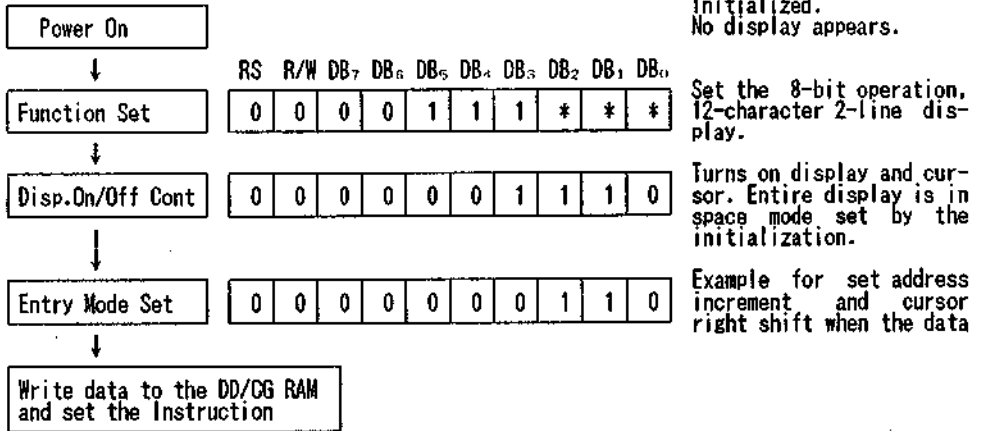 initialized.
Power On
No display appears.
RS R/W DB₇ DB₆ DB₅ DB₄ DB₃ DB₂ DB₁ DB₀
Function Set
0 0 0 0 1 1 1 * * *
Set the 8-bit operation,
12-character 2-line dis-
play.
Disp.On/Off Cont
0 0 0 0 0 0 1 1 1 0
Turns on display and cur-
sor. Entire display is in
space mode set by the
initialization.
Entry Mode Set
0 0 0 0 0 0 0 1 1 0
Example for set address
increment and cursor
right shift when the data
Write data to the DD/CG RAM
and set the Instruction